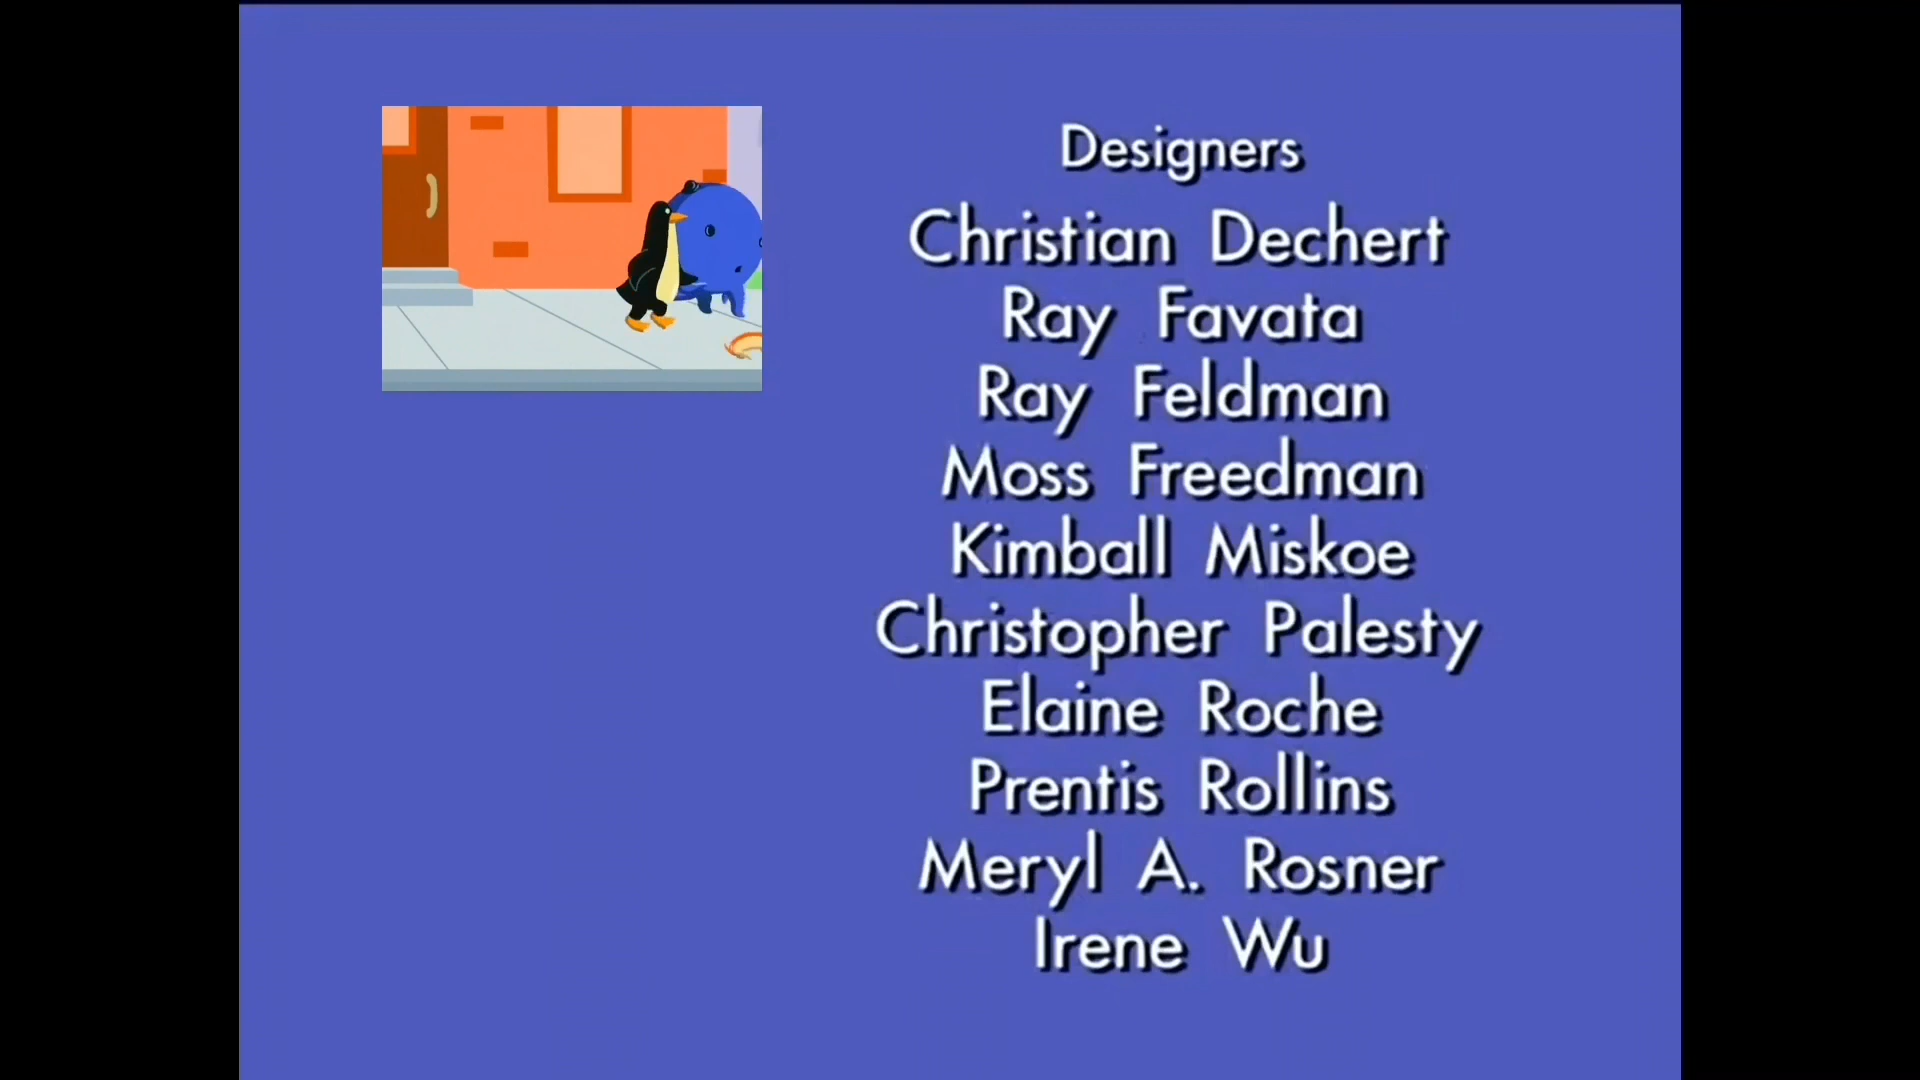 Designers
Christian Dechert
Ray Favata
Ray Feldman
Moss Freedman
Kimball Miskoe
Christopher Palesty
Elaine Roche
Prentis Rollins
Meryl A. Rosner
Irene Wu